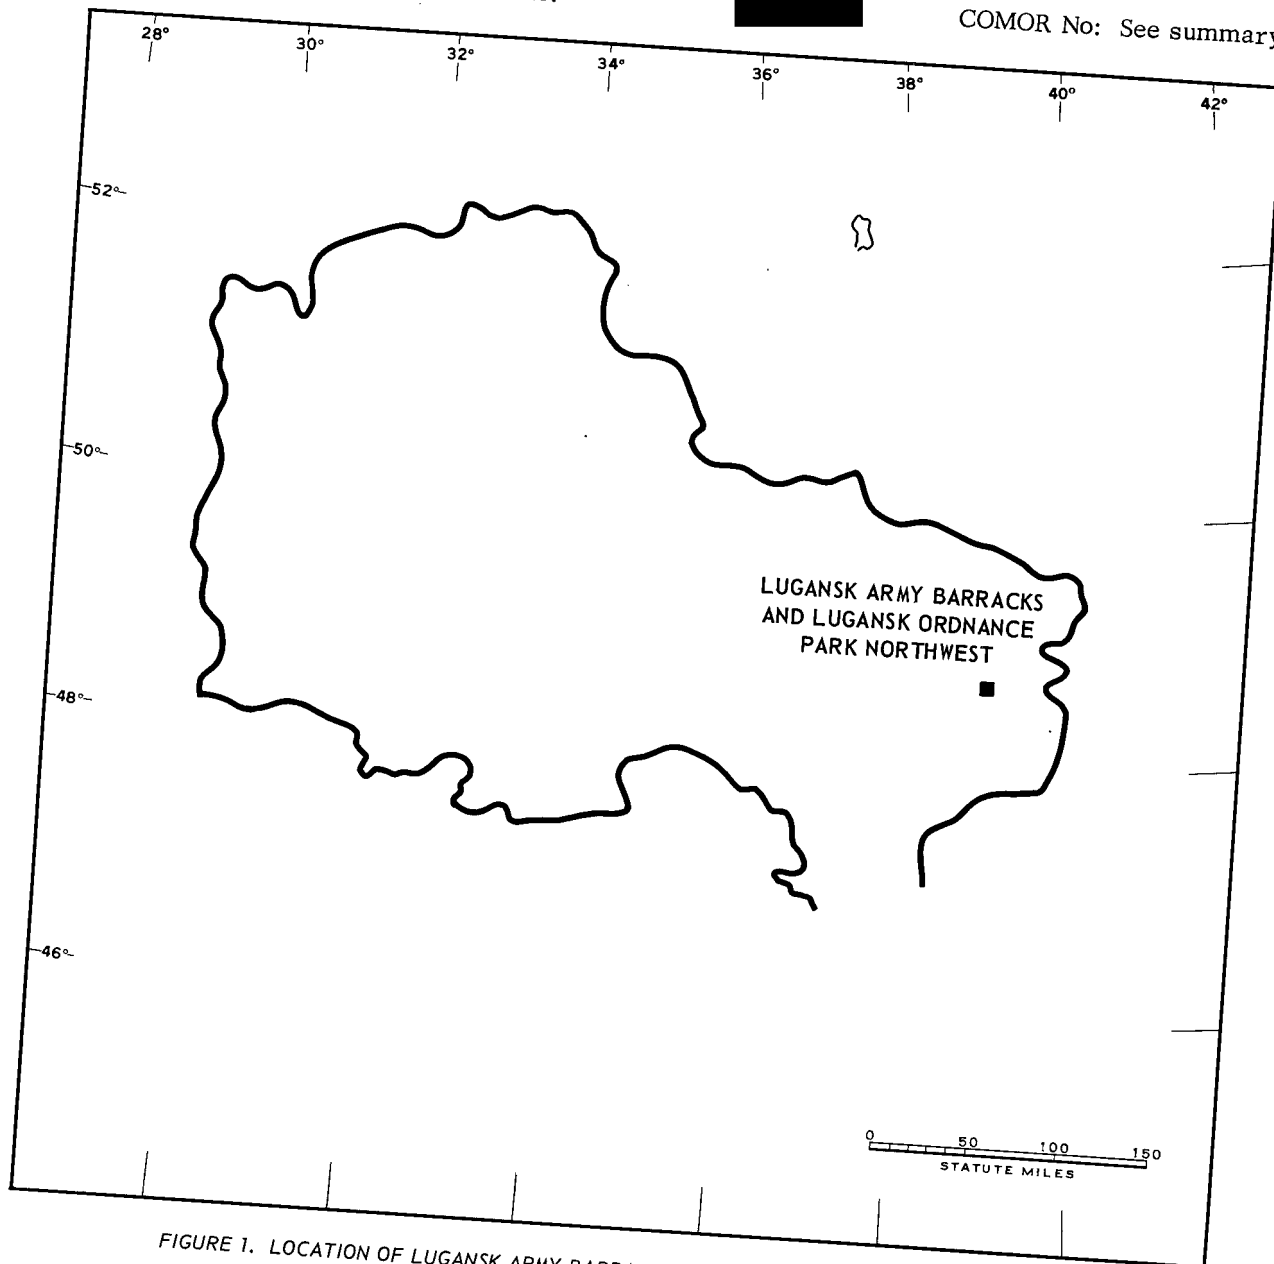 COMOR No: See summary
28° 30° 32° 34° 36° 38° 40° 42°
52°
50°
48°
46°
LUGANSK ARMY BARRACKS
AND LUGANSK ORDNANCE
PARK NORTHWEST
0 50 100 150
STATUTE MILES
FIGURE 1. LOCATION OF LUGANSK ARMY